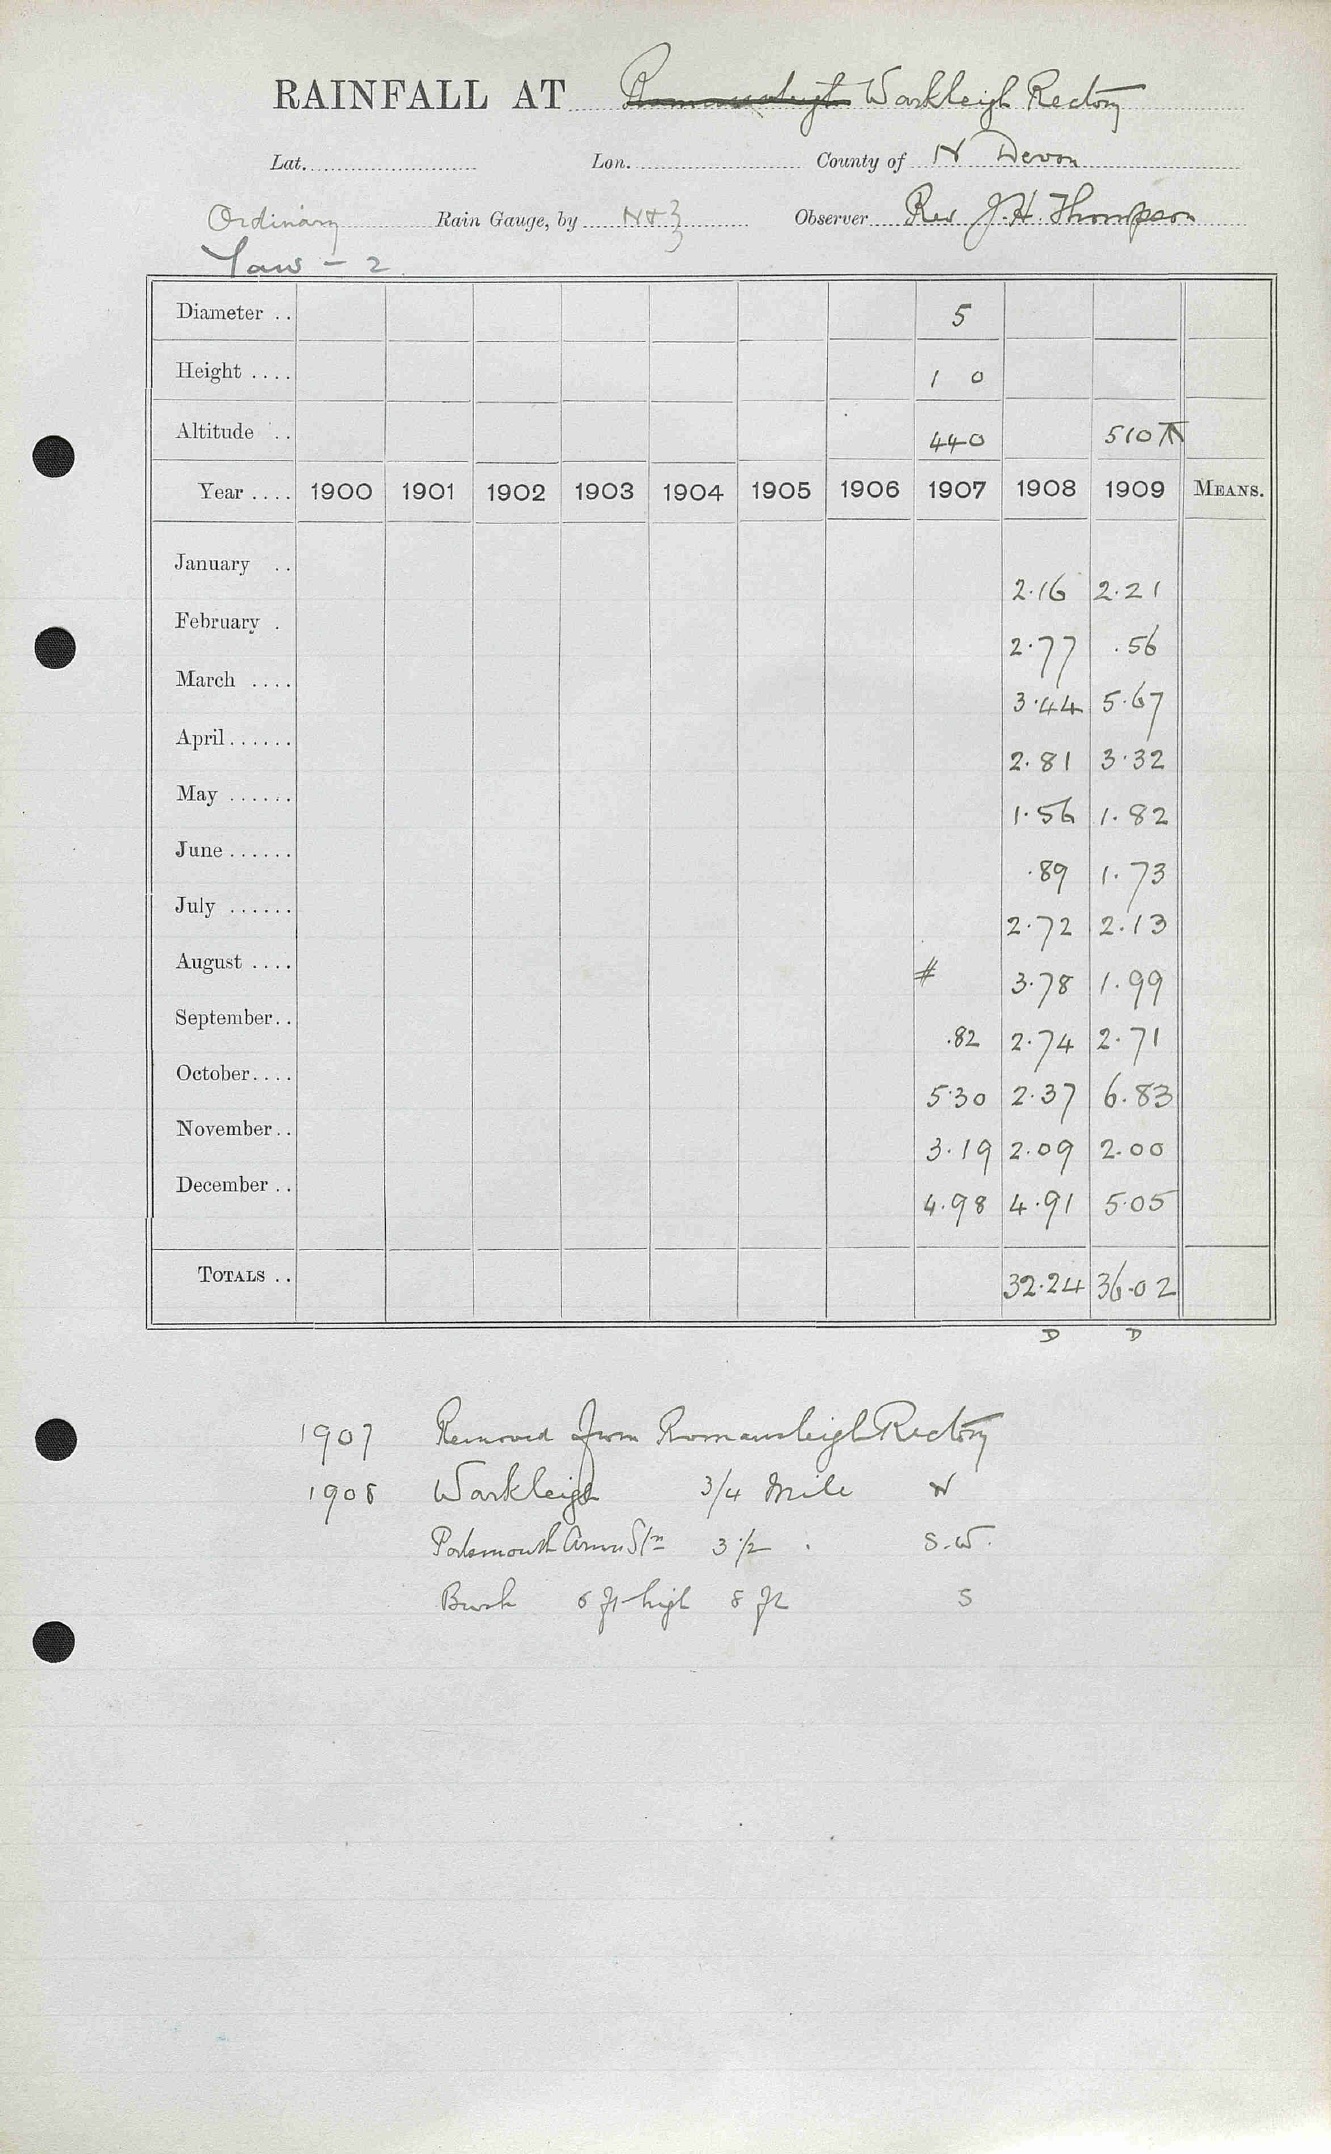 RAINFALL AT Romansleigh Warkleigh Rectory
Lat. Lon. County of N Devon
Ordinary Rain Gauge, by N & Z Observer Rev J. H. Thompson
Taw - 2
Diameter .. 5
Height .... 1 0
Altitude .. 440 510
Year .... 1900 1901 1902 1903 1904 1905 1906 1907 1908 1909 MEANS.
January .. 2.16 2.21
February . 2.77 .56
March .... 3.44 5.67
April...... 2.81 3.32
May ...... 1.56 1.82
June...... .89 1.73
July ...... 2.72 2.13
August .... # 3.78 1.99
September.. .82 2.74 2.71
October.... 5.30 2.37 6.83
November.. 3.19 2.09 2.00
December .. 4.98 4.91 5.05
TOTALS .. 32.24 36.02
D D
1907 Removed from Romansleigh Rectory
1908 Warkleigh 3/4 Mile N
Portsmouth Arms Stn 3 1/2 . S.W.
Bush 6 ft high 8 ft S